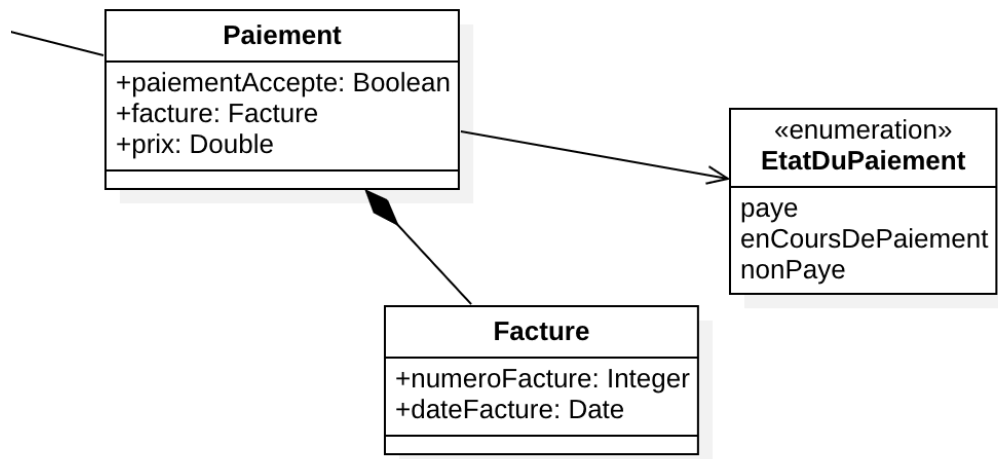 Paiement
+paiementAccepte: Boolean
+facture: Facture
+prix: Double
«enumeration»
EtatDuPaiement
paye
enCoursDePaiement
nonPaye
Facture
+numeroFacture: Integer
+dateFacture: Date